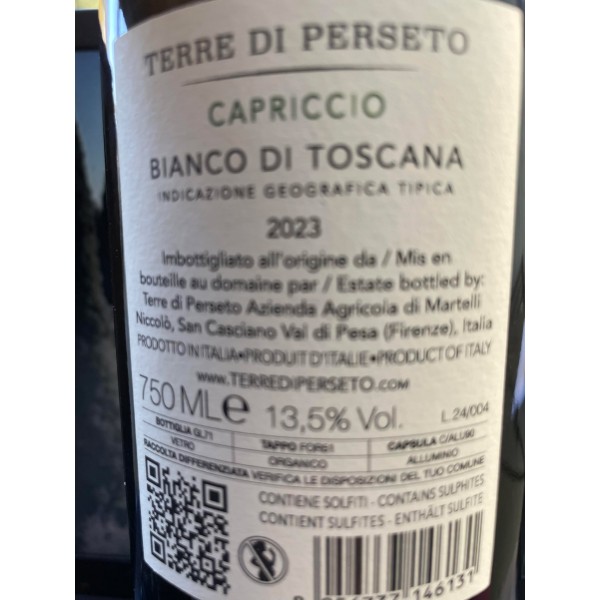 TERRE DI PERSETO
CAPRICCIO
BIANCO DI TOSCANA
INDICAZIONE GEOGRAFICA TIPICA
2023
Imbottigliato all'origine da / Mis en
bouteille au domaine par / Estate bottled by:
Terre di Perseto Azienda Agricola di Martelli
Niccolò, San Casciano Val di Pesa (Firenze), Italia
PRODOTTO IN ITALIA•PRODUIT D'ITALIE•PRODUCT OF ITALY
WWW.TERREDIPERSETO.COM
750 ML e 13,5% Vol. L.24/004
BOTTIGLIA GL71 TAPPO FOR51 CAPSULA C/ALU90
VETRO ORGANICO ALLUMINIO
RACCOLTA DIFFERENZIATA VERIFICA LE DISPOSIZIONI DEL TUO COMUNE
CONTIENE SOLFITI - CONTAINS SULPHITES
CONTIENT SULFITES - ENTHÄLT SULFITE
146131